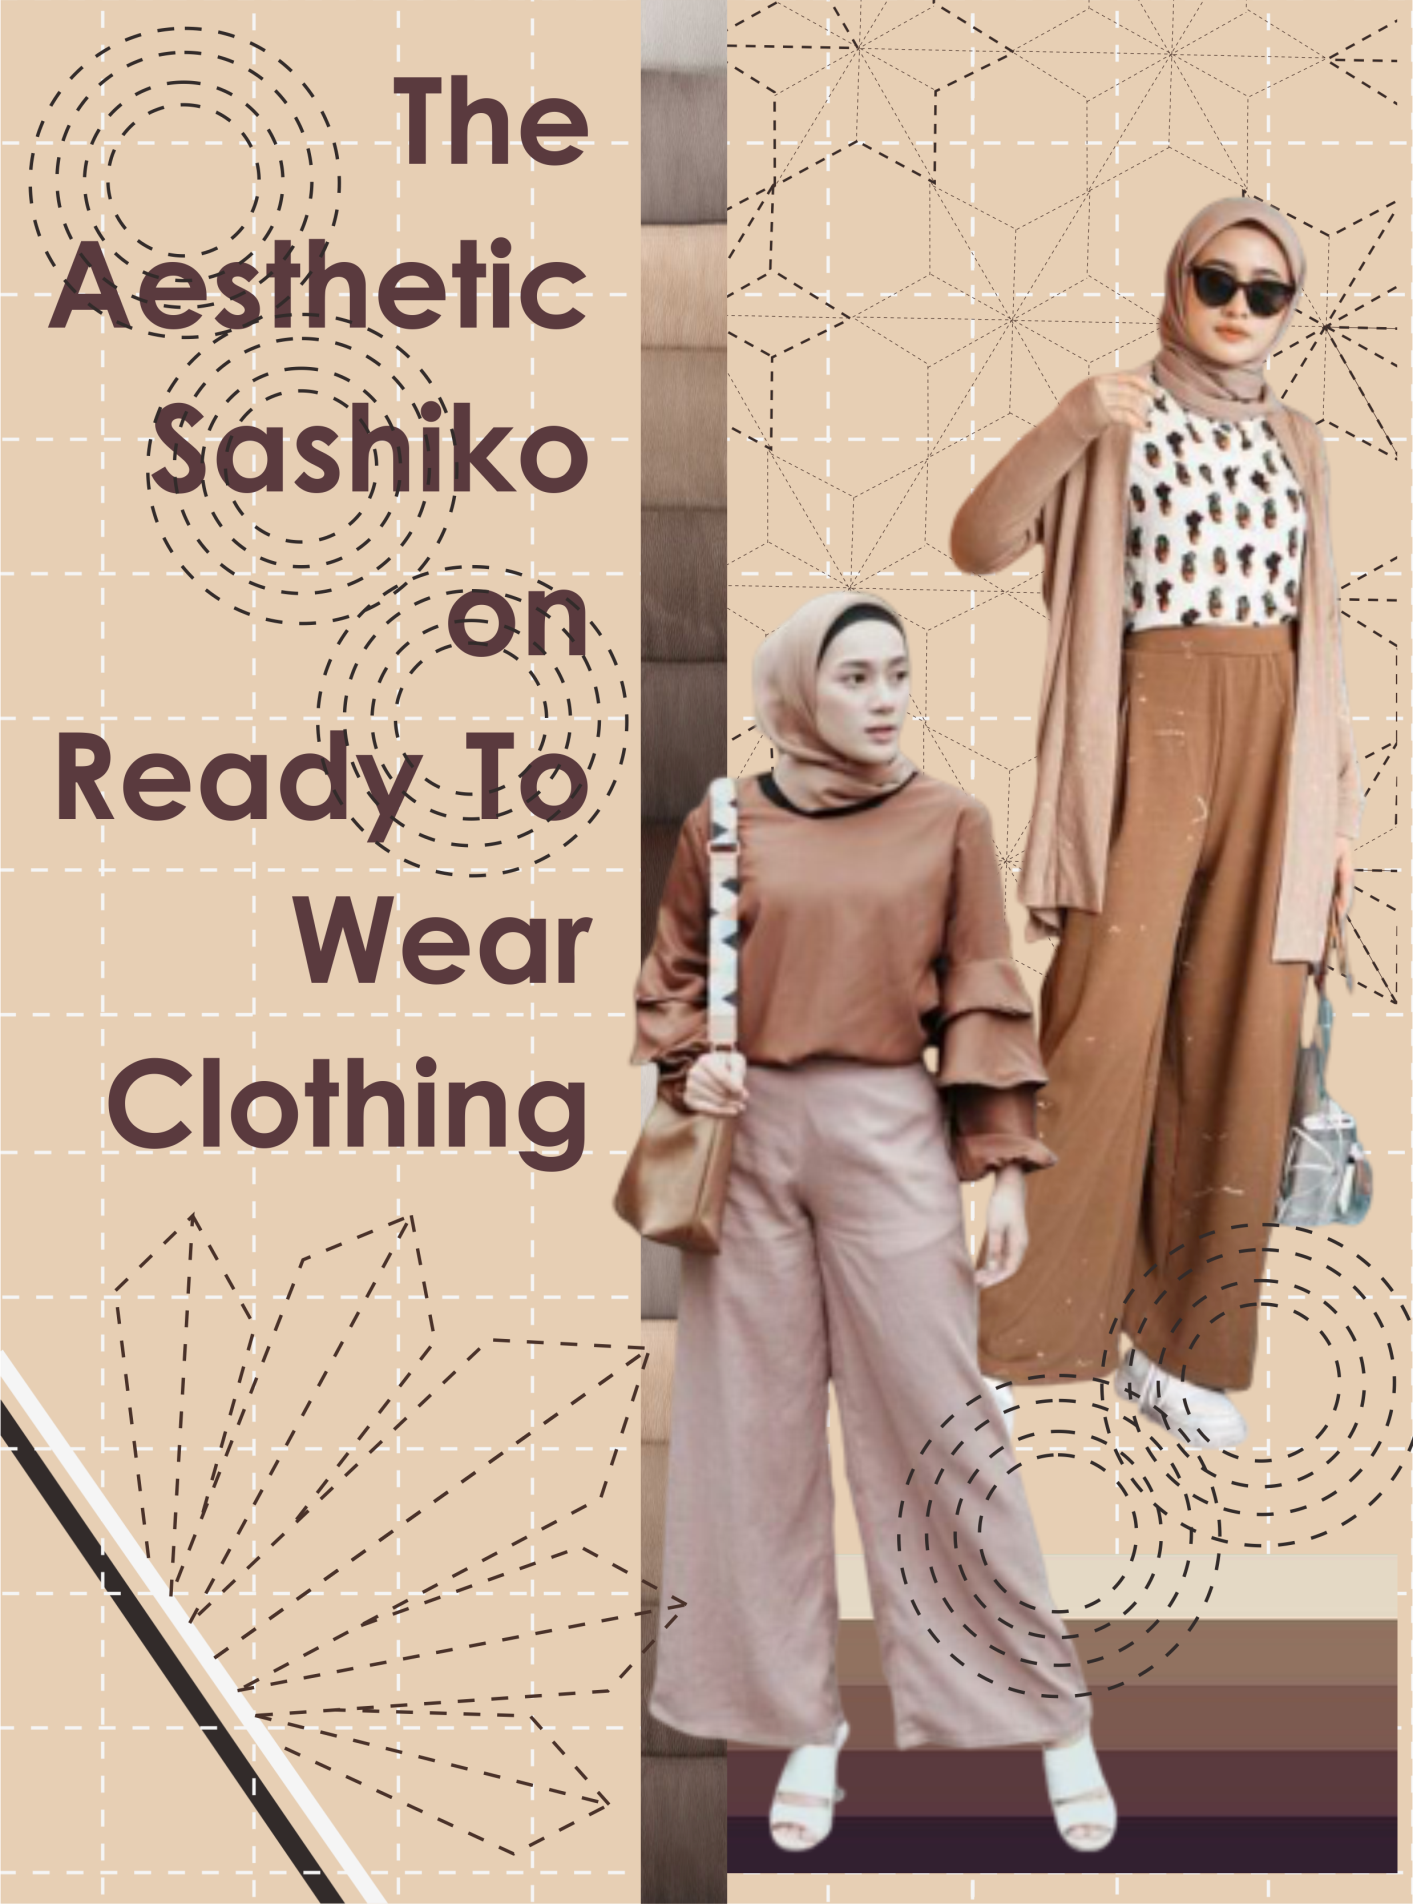 The
Aesthetic
Sashiko
on
Ready To
Wear
Clothing